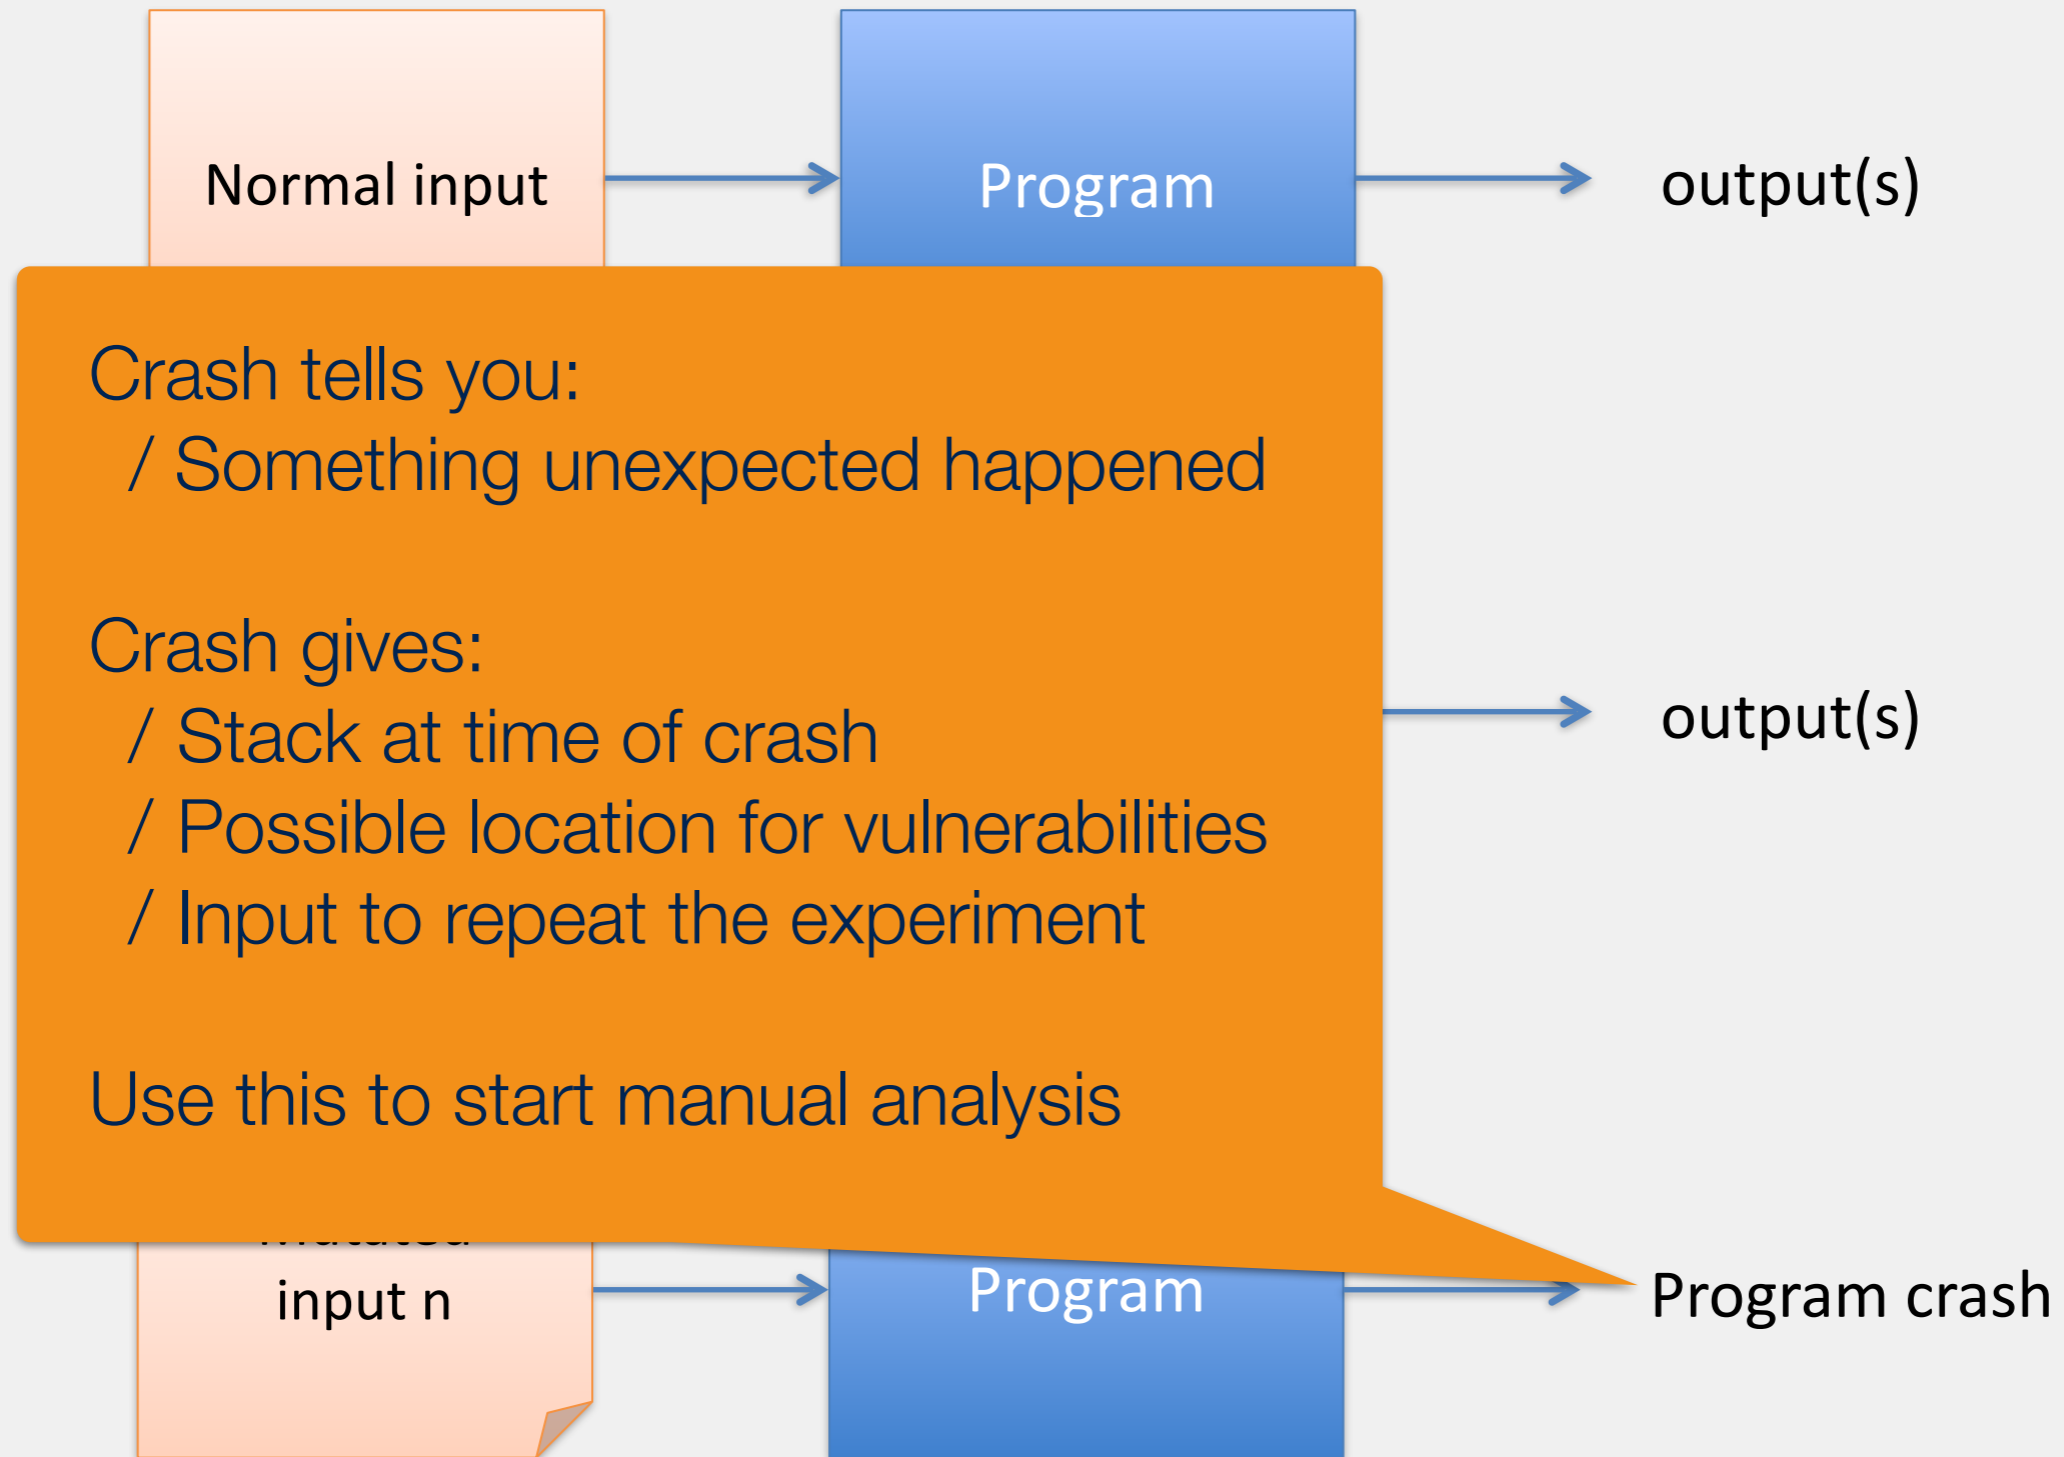 Normal input
Program
output(s)
Crash tells you:
/ Something unexpected happened
Crash gives:
/ Stack at time of crash
/ Possible location for vulnerabilities
/ Input to repeat the experiment
Use this to start manual analysis
output(s)
input n
Program
Program crash